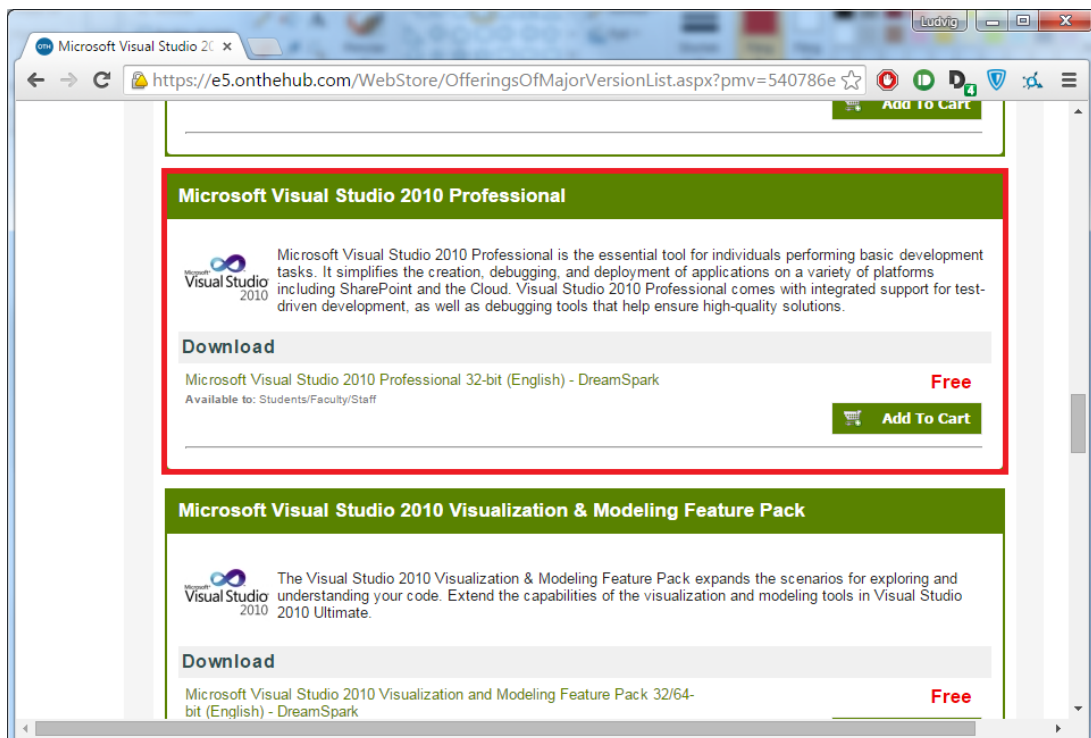 Ludvig
Microsoft Visual Studio 20
https://e5.onthehub.com/WebStore/OfferingsOfMajorVersionList.aspx?pmv=540786e
4
Add To Cart
Microsoft Visual Studio 2010 Professional
Microsoft
Visual Studio
2010
Microsoft Visual Studio 2010 Professional is the essential tool for individuals performing basic development
tasks. It simplifies the creation, debugging, and deployment of applications on a variety of platforms
including SharePoint and the Cloud. Visual Studio 2010 Professional comes with integrated support for test-
driven development, as well as debugging tools that help ensure high-quality solutions.
Download
Microsoft Visual Studio 2010 Professional 32-bit (English) - DreamSpark
Free
Available to: Students/Faculty/Staff
Add To Cart
Microsoft Visual Studio 2010 Visualization & Modeling Feature Pack
Microsoft
Visual Studio
2010
The Visual Studio 2010 Visualization & Modeling Feature Pack expands the scenarios for exploring and
understanding your code. Extend the capabilities of the visualization and modeling tools in Visual Studio
2010 Ultimate.
Download
Microsoft Visual Studio 2010 Visualization and Modeling Feature Pack 32/64-
bit (English) - DreamSpark
Free